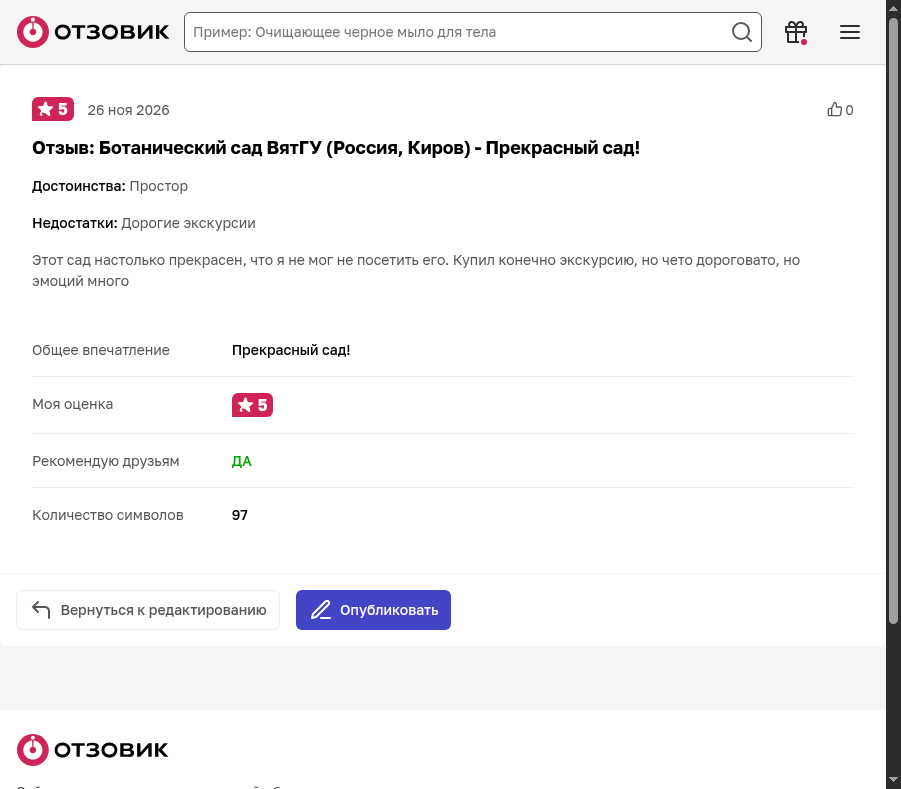 ОТЗОВИК
Пример: Очищающее черное мыло для тела
5 26 ноя 2026 0
Отзыв: Ботанический сад ВятГУ (Россия, Киров) - Прекрасный сад!
Достоинства: Простор
Недостатки: Дорогие экскурсии
Этот сад настолько прекрасен, что я не мог не посетить его. Купил конечно экскурсию, но чето дороговато, но
эмоций много
Общее впечатление Прекрасный сад!
Моя оценка 5
Рекомендую друзьям ДА
Количество символов 97
Вернуться к редактированию Опубликовать
ОТЗОВИК